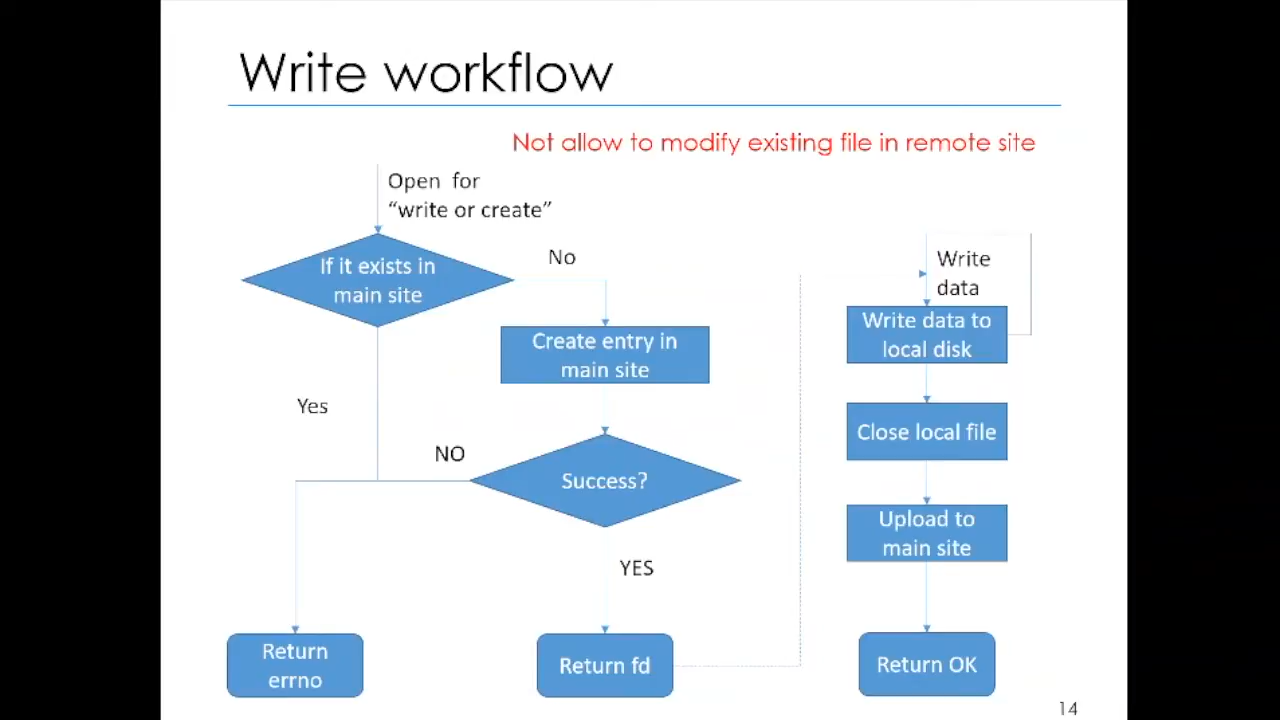 Write workflow
Not allow to modify existing file in remote site
Open for
“write or create”
If it exists in
main site
No
Create entry in
main site
Yes
NO
Success?
YES
Return
errno
Return fd
Write
data
Write data to
local disk
Close local file
Upload to
main site
Return OK
14